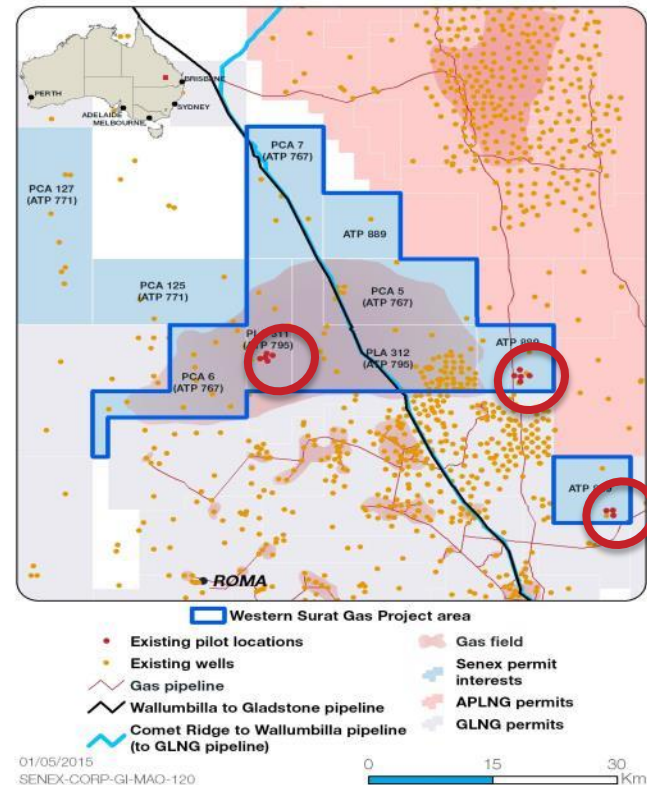 BRISBANE
PERTH
ADELAIDE
SYDNEY
MELBOURNE
PCA 7
(ATP 767)
PCA 127
(ATP 771)
ATP 889
PCA 125
(ATP 771)
PCA 5
(ATP 767)
PLA 311
(ATP 795)
PLA 312
(ATP 795)
ATP 889
PCA 6
(ATP 767)
ATP
ROMA
Western Surat Gas Project area
Existing pilot locations
Existing wells
Gas pipeline
Wallumbilla to Gladstone pipeline
Comet Ridge to Wallumbilla pipeline
(to GLNG pipeline)
Gas field
Senex permit
interests
APLNG permits
GLNG permits
01/05/2015
SENEX-CORP-GI-MAO-120
0 15 30
Km